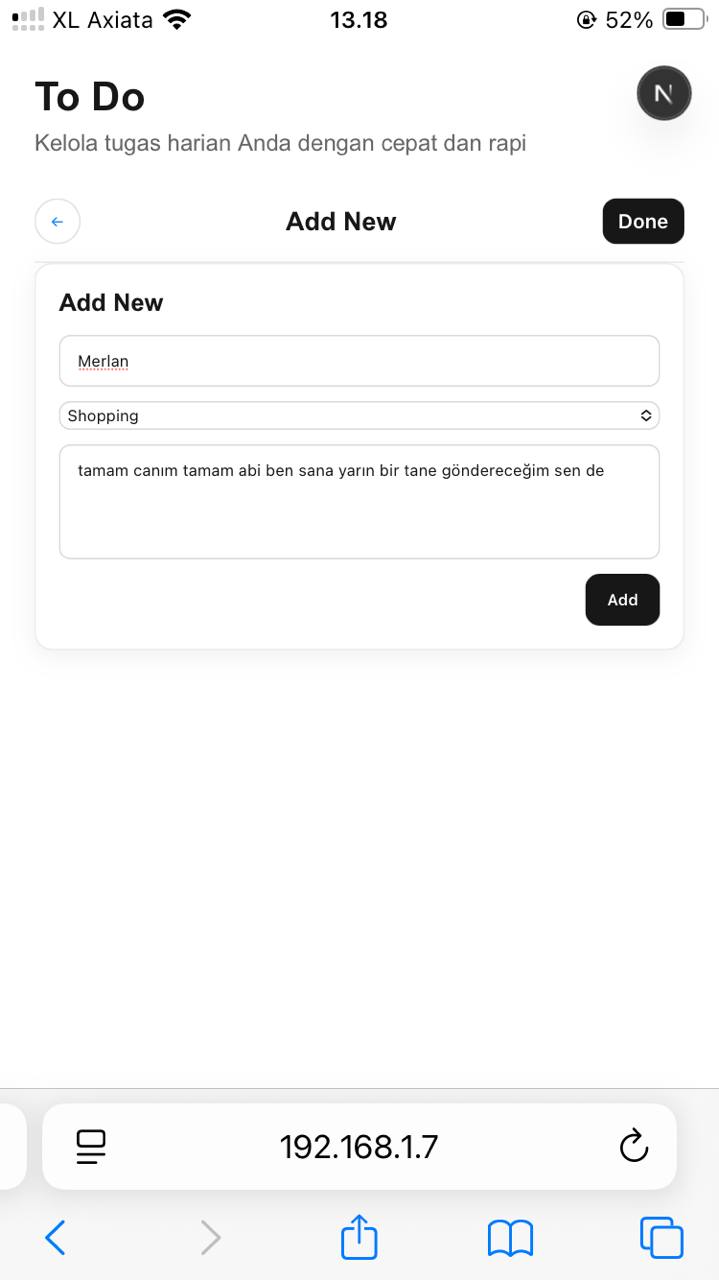 XL Axiata
13.18
52%
To Do
N
Kelola tugas harian Anda dengan cepat dan rapi
←
Add New
Done
Add New
Merlan
Shopping
tamam canım tamam abi ben sana yarın bir tane göndereceğim sen de
Add
192.168.1.7